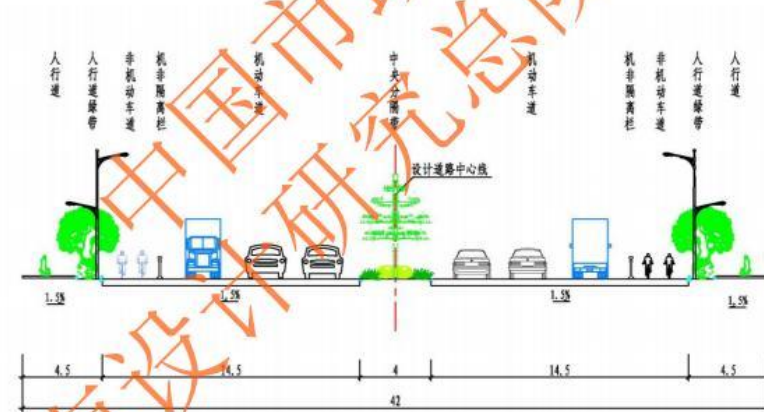 人行道
人行道绿带
非机动车道
机非隔离栏
机动车道
中央分隔带
机动车道
机非隔离栏
非机动车道
人行道绿带
人行道
设计道路中心线
1.5%
1.5%
1.5%
1.5%
4.5
14.5
4
14.5
4.5
42
中国市
设计研究总